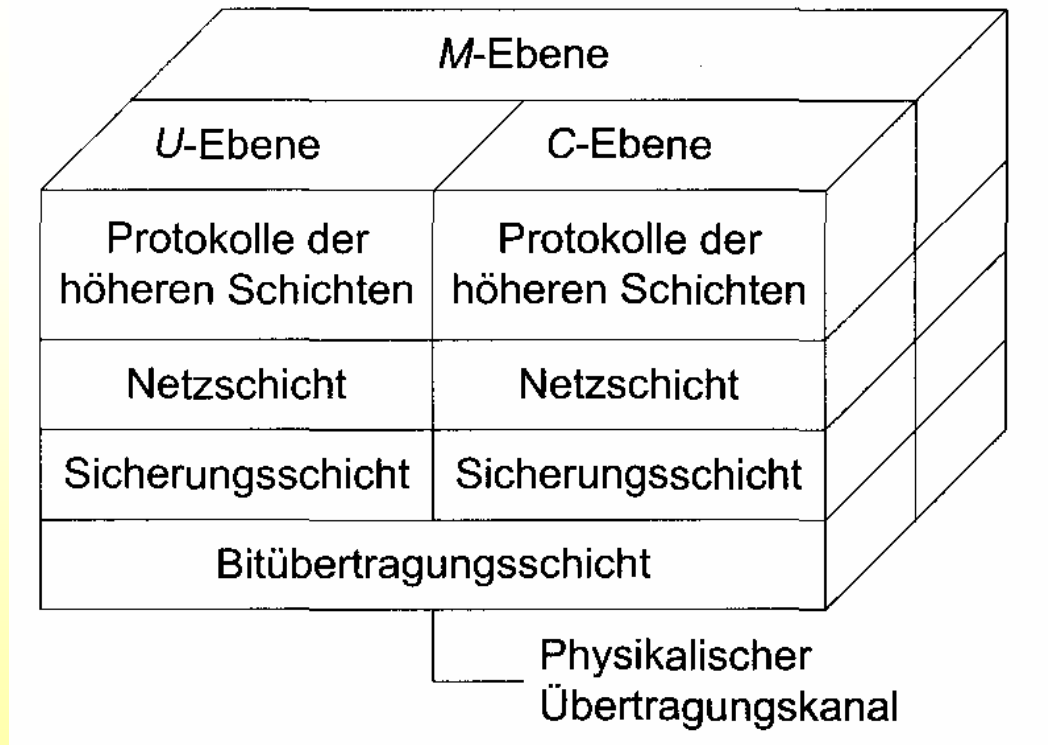 M-Ebene
U-Ebene
C-Ebene
Protokolle der
höheren Schichten
Protokolle der
höheren Schichten
Netzschicht
Netzschicht
Sicherungsschicht
Sicherungsschicht
Bitübertragungsschicht
Physikalischer
Übertragungskanal